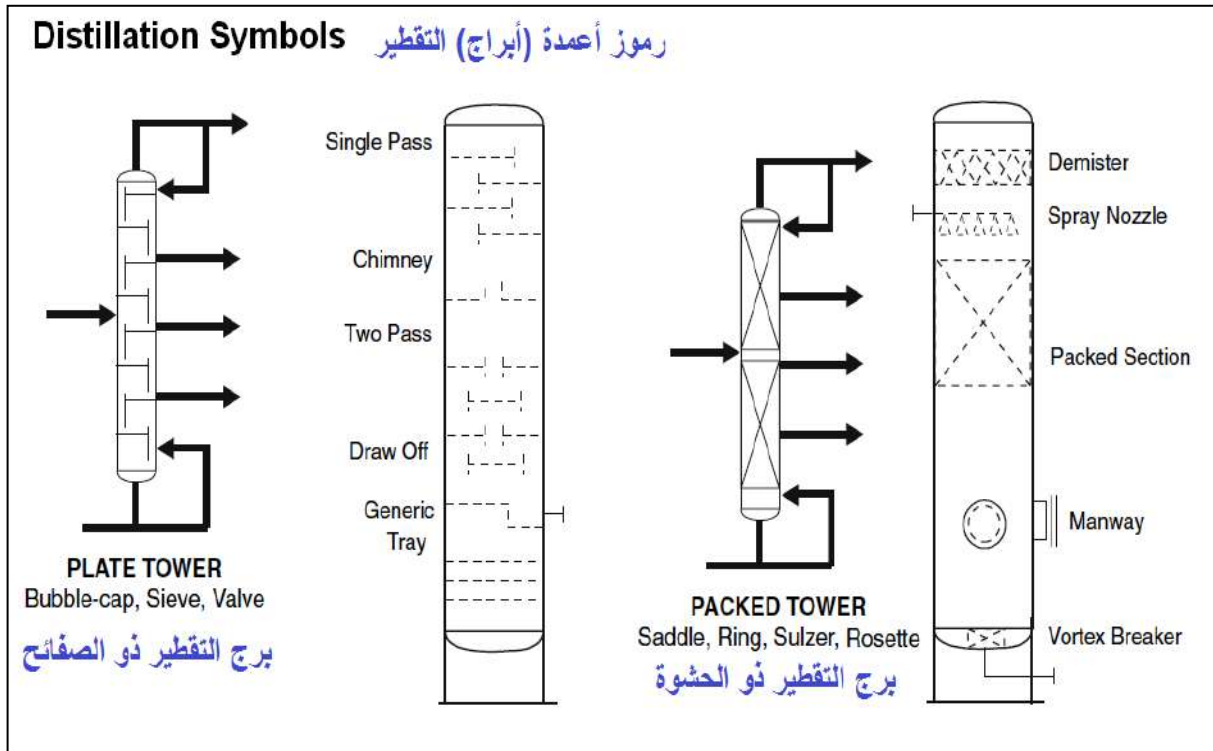 Distillation Symbols رموز أعمدة (أبراج) التقطير
Single Pass
Chimney
Two Pass
Draw Off
Generic
Tray
PLATE TOWER
Bubble-cap, Sieve, Valve
برج التقطير ذو الصفائح
Demister
Spray Nozzle
Packed Section
Manway
Vortex Breaker
PACKED TOWER
Saddle, Ring, Sulzer, Rosette
برج التقطير ذو الحشوة